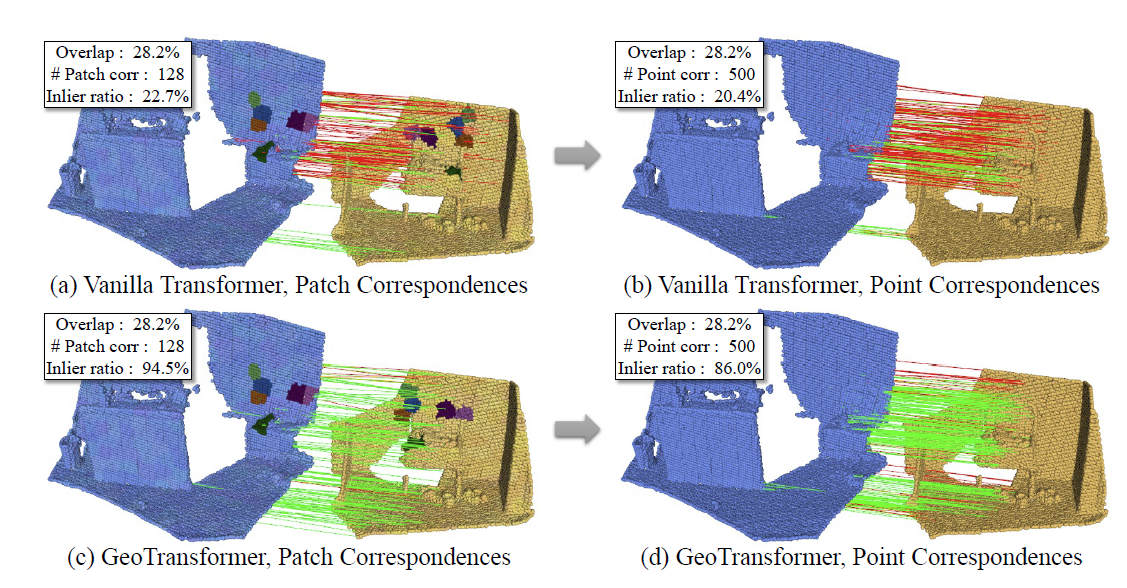 Overlap : 28.2%
# Patch corr : 128
Inlier ratio : 22.7%
(a) Vanilla Transformer, Patch Correspondences
Overlap : 28.2%
# Point corr : 500
Inlier ratio : 20.4%
(b) Vanilla Transformer, Point Correspondences
Overlap : 28.2%
# Patch corr : 128
Inlier ratio : 94.5%
(c) GeoTransformer, Patch Correspondences
Overlap : 28.2%
# Point corr : 500
Inlier ratio : 86.0%
(d) GeoTransformer, Point Correspondences